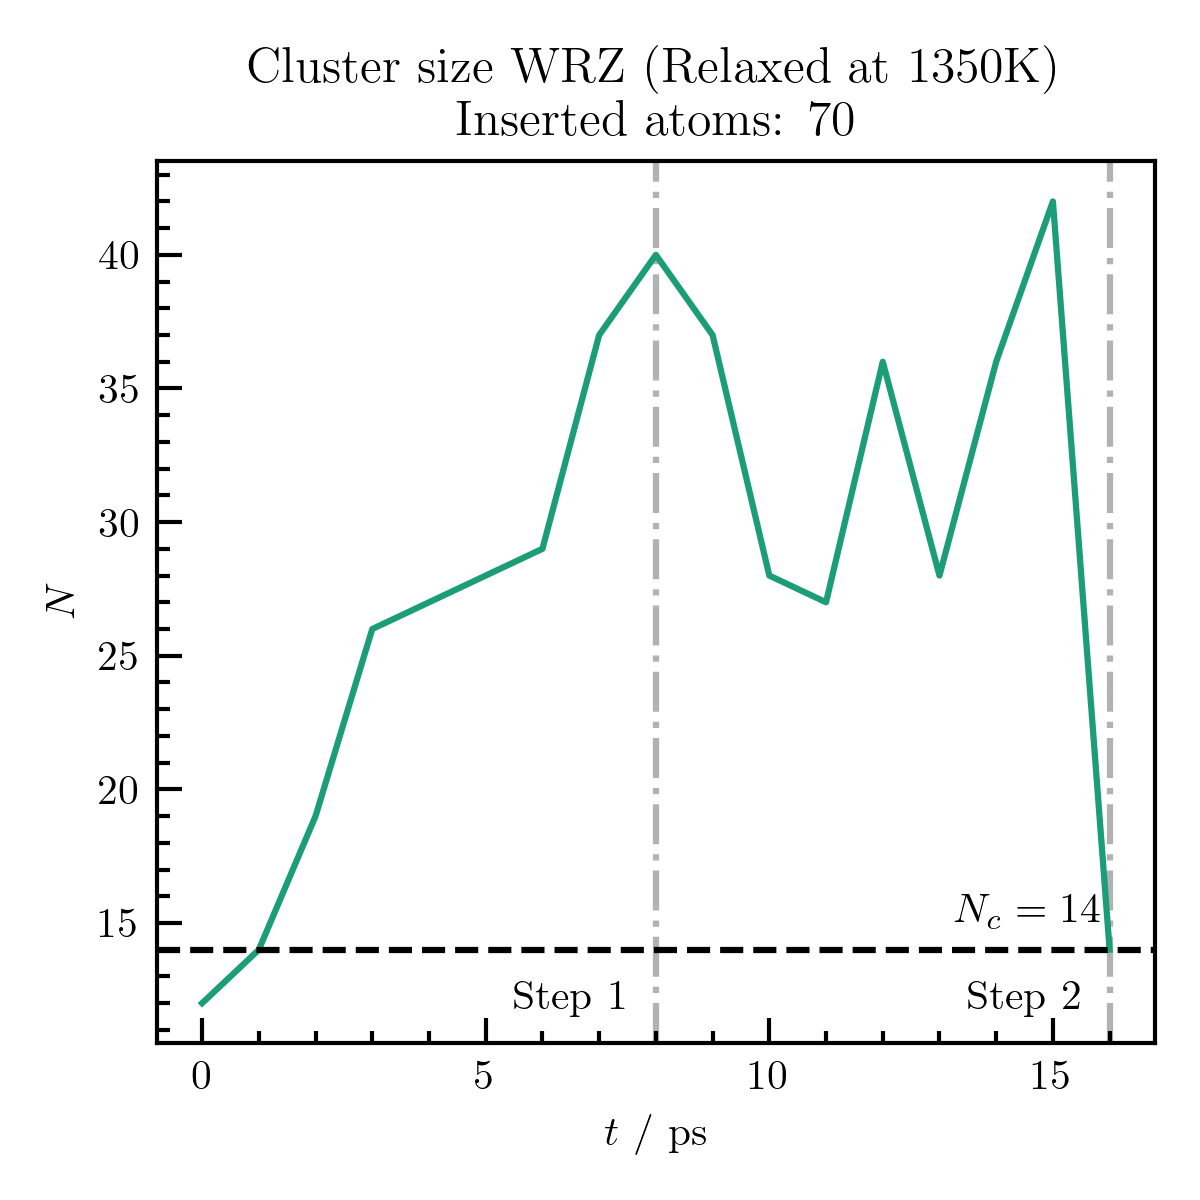 Cluster size WRZ (Relaxed at 1350K)
Inserted atoms: 70
40
35
30
25
20
15
N
N_c = 14
Step 1
Step 2
0 5 10 15
t / ps